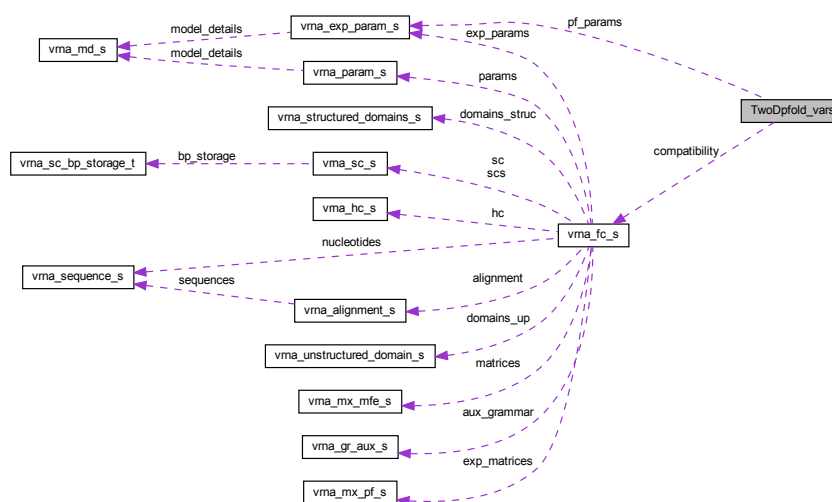 model_details
vrna_exp_param_s
pf_params
exp_params
vrna_md_s
model_details
vrna_param_s
params
TwoDpfold_vars
vrna_structured_domains_s
domains_struc
compatibility
vrna_sc_bp_storage_t
bp_storage
vrna_sc_s
sc
scs
vrna_hc_s
hc
vrna_fc_s
nucleotides
vrna_sequence_s
sequences
alignment
vrna_alignment_s
domains_up
vrna_unstructured_domain_s
matrices
vrna_mx_mfe_s
aux_grammar
vrna_gr_aux_s
exp_matrices
vrna_mx_pf_s